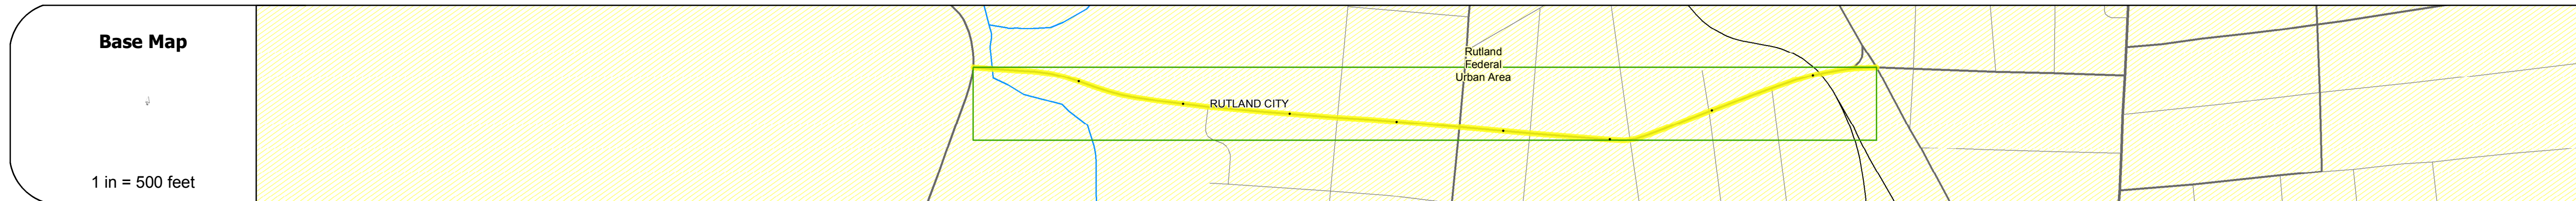 Base Map
1 in = 500 feet
Rutland
Federal
Urban Area
RUTLAND CITY